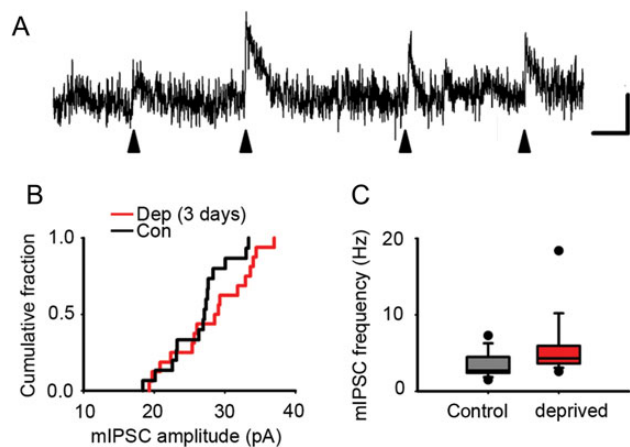 A
B
Dep (3 days)
Con
1.0
0.5
0
Cumulative fraction
10
20
30
40
mIPSC amplitude (pA)
C
20
10
0
mIPSC frequency (Hz)
Control
deprived